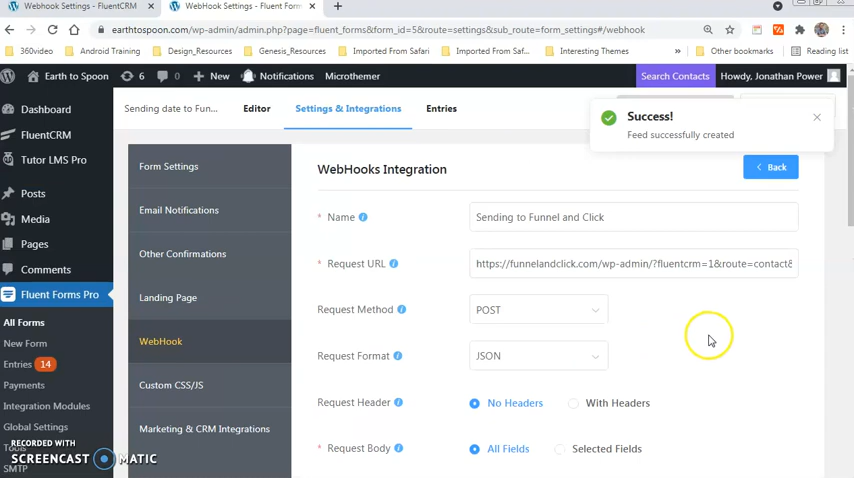 Webhook Settings - FluentCRM
Webhook Settings - Fluent Form
earthtospoon.com/wp-admin/admin.php?page=fluent_forms&form_id=5&route=settings&sub_route=form_settings#/webhook
360video
Android Training
Design_Resources
Genesis_Resources
Imported From Safari
Imported From Saf...
Interesting Themes
»
Other bookmarks
Reading list
Earth to Spoon
6
0
+ New
Notifications
Microthemer
Search Contacts
Howdy, Jonathan Power
Dashboard
FluentCRM
Tutor LMS Pro
Posts
Media
Pages
Comments
Fluent Forms Pro
All Forms
New Form
Entries 14
Payments
Integration Modules
Global Settings
Tools
SMTP
Sending date to Fun...
Editor
Settings & Integrations
Entries
Success!
Feed successfully created
Form Settings
Email Notifications
Other Confirmations
Landing Page
WebHook
Custom CSS/JS
Marketing & CRM Integrations
WebHooks Integration
Back
* Name
Sending to Funnel and Click
* Request URL
https://funnelandclick.com/wp-admin/?fluentcrm=1&route=contact&
Request Method
POST
Request Format
JSON
Request Header
No Headers
With Headers
* Request Body
All Fields
Selected Fields
RECORDED WITH
SCREENCAST MATIC